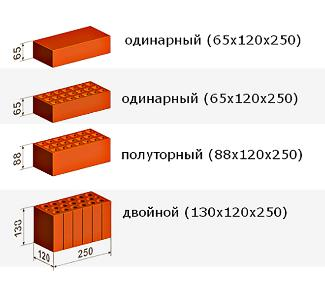 65
одинарный (65x120x250)
65
одинарный (65x120x250)
88
полуторный (88x120x250)
130
двойной (130x120x250)
120
250